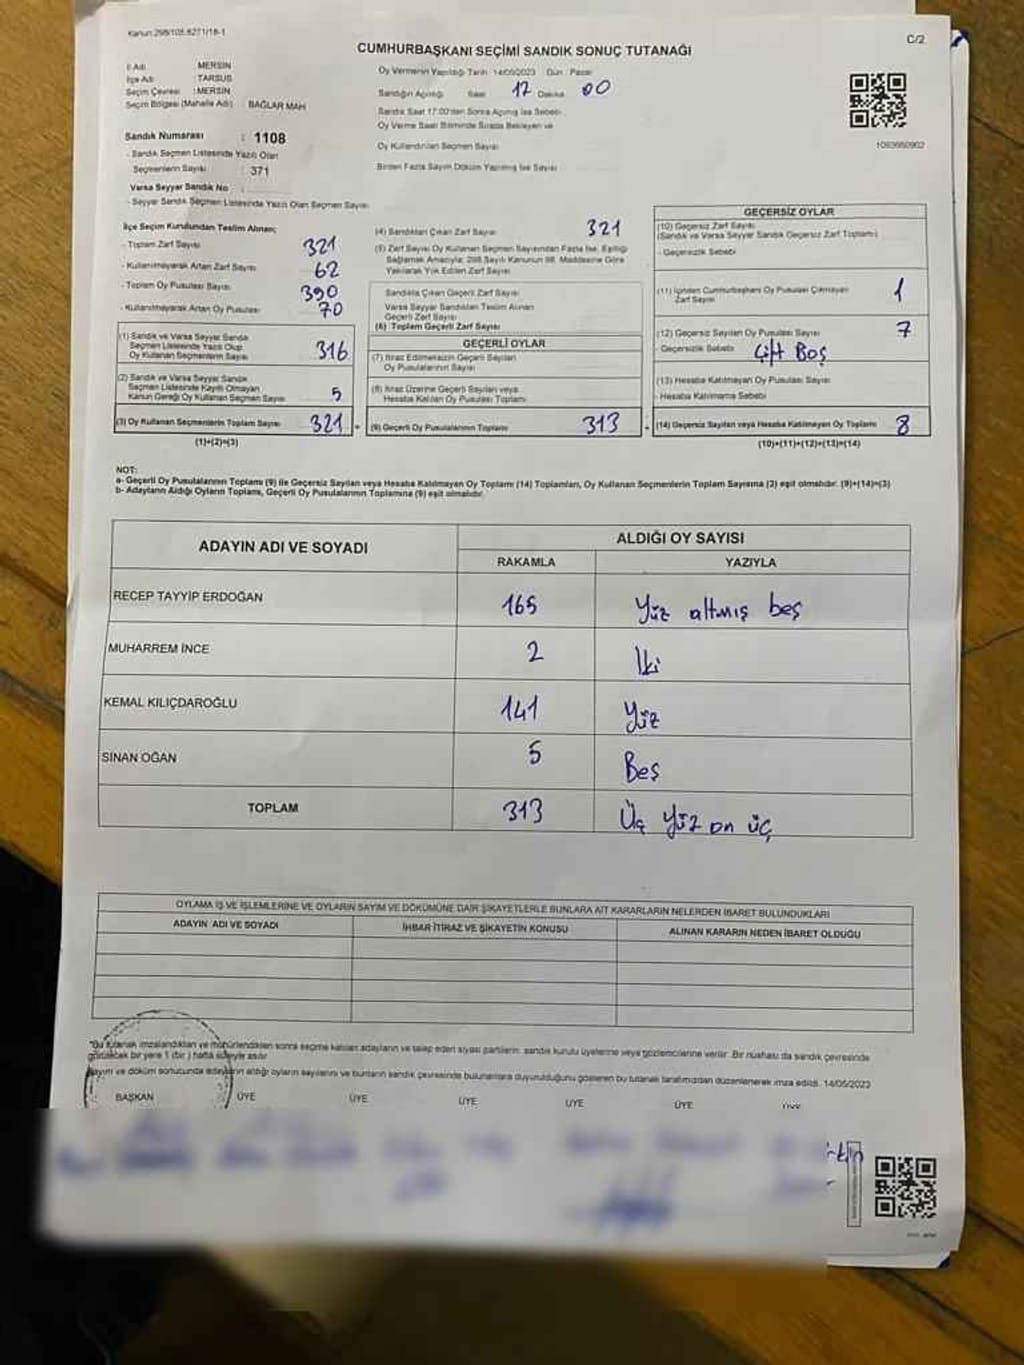 Kanun:298/105.6271/18-1
C/2
CUMHURBAŞKANI SEÇİMİ SANDIK SONUÇ TUTANAĞI
İl Adı : MERSİN
İlçe Adı : TARSUS
Seçim Çevresi : MERSİN
Seçim Bölgesi (Mahalle Adı) : BAĞLAR MAH
Oy Vermenin Yapıldığı Tarih : 14/05/2023 Gün : Pazar
Sandığın Açıldığı Saat 17 Dakika 00
Sandık Saat 17:00'den Sonra Açılmış İse Sebebi
Oy Verme Saati Bitiminde Sırada Bekleyen ve
Oy Kullandırılan Seçmen Sayısı
Birden Fazla Sayım Döküm Yapılmış İse Sayısı
1093660902
Sandık Numarası : 1108
- Sandık Seçmen Listesinde Yazılı Olan
Seçmenlerin Sayısı : 371
Varsa Seyyar Sandık No :
- Seyyar Sandık Seçmen Listesinde Yazılı Olan Seçmen Sayısı
İlçe Seçim Kurulundan Teslim Alınan;
- Toplam Zarf Sayısı 321
- Kullanılmayarak Artan Zarf Sayısı 62
- Toplam Oy Pusulası Sayısı 390
- Kullanılmayarak Artan Oy Pusulası 70
(1) Sandık ve Varsa Seyyar Sandık
Seçmen Listesinde Yazılı Olup
Oy Kullanan Seçmenlerin Sayısı 316
(2) Sandık ve Varsa Seyyar Sandık
Seçmen Listesinde Kayıtlı Olmayan
Kanun Gereği Oy Kullanan Seçmen Sayısı 5
(3) Oy Kullanan Seçmenlerin Toplam Sayısı 321
(1)+(2)=(3)
(4) Sandıktan Çıkan Zarf Sayısı 321
(5) Zarf Sayısı Oy Kullanan Seçmen Sayısından Fazla İse, Eşitliği
Sağlamak Amacıyla; 298 Sayılı Kanunun 98. Maddesine Göre
Yakılarak Yok Edilen Zarf Sayısı
Sandıkta Çıkan Geçerli Zarf Sayısı
Varsa Seyyar Sandıktan Teslim Alınan
Geçerli Zarf Sayısı
(6) Toplam Geçerli Zarf Sayısı
GEÇERLİ OYLAR
(7) İtiraz Edilmeksizin Geçerli Sayılan
Oy Pusulalarının Sayısı
(8) İtiraz Üzerine Geçerli Sayılan veya
Hesaba Katılan Oy Pusulası Toplamı
(9) Geçerli Oy Pusulalarının Toplamı 313
GEÇERSİZ OYLAR
(10) Geçersiz Zarf Sayısı
(Sandık ve Varsa Seyyar Sandık Geçersiz Zarf Toplamı)
- Geçersizlik Sebebi
(11) İçinden Cumhurbaşkanı Oy Pusulası Çıkmayan
Zarf Sayısı 1
(12) Geçersiz Sayılan Oy Pusulası Sayısı 7
- Geçersizlik Sebebi Çift Boş
(13) Hesaba Katılmayan Oy Pusulası Sayısı
- Hesaba Katılmama Sebebi
(14) Geçersiz Sayılan veya Hesaba Katılmayan Oy Toplamı 8
(10)+(11)+(12)+(13)=(14)
NOT:
a- Geçerli Oy Pusulalarının Toplamı (9) ile Geçersiz Sayılan veya Hesaba Katılmayan Oy Toplamı (14) Toplamları, Oy Kullanan Seçmenlerin Toplam Sayısına (3) eşit olmalıdır. (9)+(14)=(3)
b- Adayların Aldığı Oyların Toplamı, Geçerli Oy Pusulalarının Toplamına (9) eşit olmalıdır.
ADAYIN ADI VE SOYADI ALDIĞI OY SAYISI
RAKAMLA YAZIYLA
RECEP TAYYİP ERDOĞAN 165 Yüz altmış beş
MUHARREM İNCE 2 İki
KEMAL KILIÇDAROĞLU 141 Yüz
SİNAN OĞAN 5 Beş
TOPLAM 313 Üç yüz on üç
OYLAMA İŞ VE İŞLEMLERİNE VE OYLARIN SAYIM VE DÖKÜMÜNE DAİR ŞİKAYETLERLE BUNLARA AİT KARARLARIN NELERDEN İBARET BULUNDUKLARI
ADAYIN ADI VE SOYADI İHBAR İTİRAZ VE ŞİKAYETİN KONUSU ALINAN KARARIN NEDEN İBARET OLDUĞU
"Bu tutanak imzalandıktan ve mühürlendikten sonra seçime katılan adayların ve talep eden siyasi partilerin sandık kurulu üyelerine veya gözlemcilerine verilir. Bir nüshası da sandık çevresinde
görülecek bir yere 1 (bir) hafta süreyle asılır
Sayım ve döküm sonucunda adayların aldığı oyların sayılarını ve bunların sandık çevresinde bulunanlara duyurulduğunu gösteren bu tutanak tarafımızdan düzenlenerek imza edildi. 14/05/2023
BAŞKAN ÜYE ÜYE ÜYE ÜYE ÜYE ÜYE